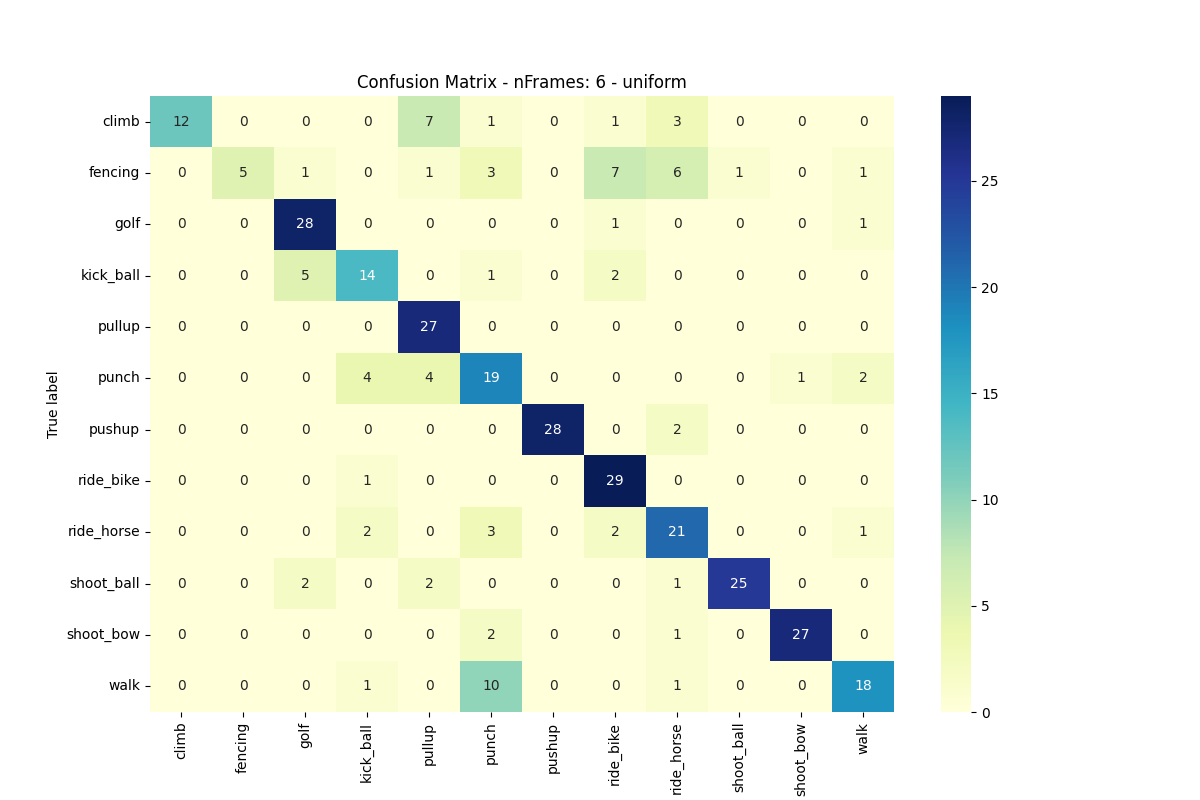 Confusion Matrix - nFrames: 6 - uniform
True label
climb 12 0 0 0 7 1 0 1 3 0 0 0
fencing 0 5 1 0 1 3 0 7 6 1 0 1
golf 0 0 28 0 0 0 0 1 0 0 0 1
kick_ball 0 0 5 14 0 1 0 2 0 0 0 0
pullup 0 0 0 0 27 0 0 0 0 0 0 0
punch 0 0 0 4 4 19 0 0 0 0 1 2
pushup 0 0 0 0 0 0 28 0 2 0 0 0
ride_bike 0 0 0 1 0 0 0 29 0 0 0 0
ride_horse 0 0 0 2 0 3 0 2 21 0 0 1
shoot_ball 0 0 2 0 2 0 0 0 1 25 0 0
shoot_bow 0 0 0 0 0 2 0 0 1 0 27 0
walk 0 0 0 1 0 10 0 0 1 0 0 18
climb fencing golf kick_ball pullup punch pushup ride_bike ride_horse shoot_ball shoot_bow walk
25
20
15
10
5
0